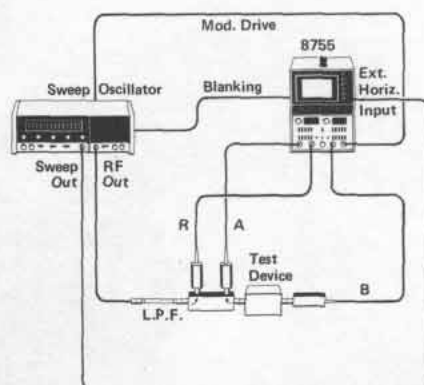 Mod. Drive
8755
Sweep Oscillator
Blanking
Ext.
Horiz.
Input
Sweep
Out
RF
Out
R
A
Test
Device
B
L.P.F.